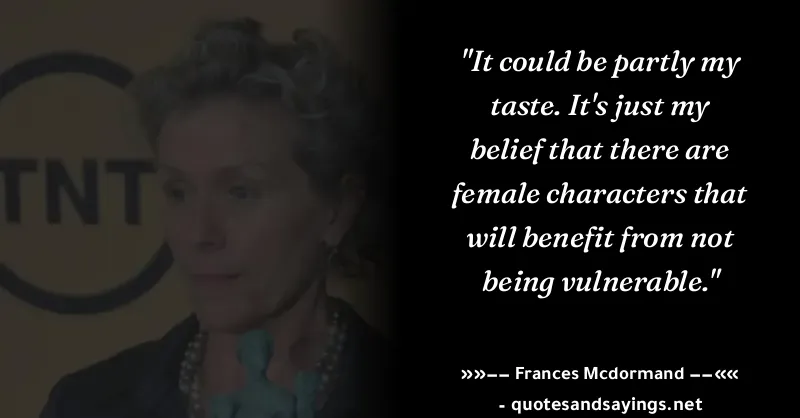 TNT
"It could be partly my
taste. It's just my
belief that there are
female characters that
will benefit from not
being vulnerable."
»»–– Frances Mcdormand ––««
- quotesandsayings.net